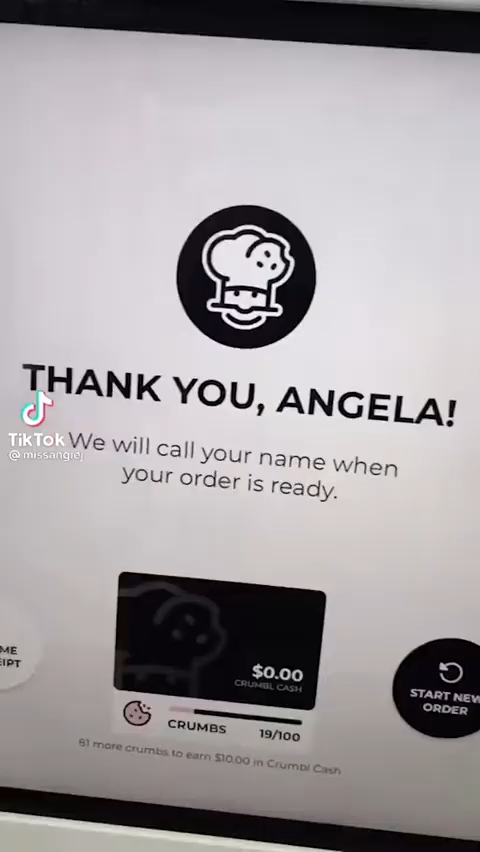 THANK YOU, ANGELA!
TikTok
@missangiej
We will call your name when
your order is ready.
ME
EIPT
$0.00
CRUMBL CASH
START NEW
ORDER
CRUMBS
19/100
81 more crumbs to earn $10.00 in Crumbl Cash